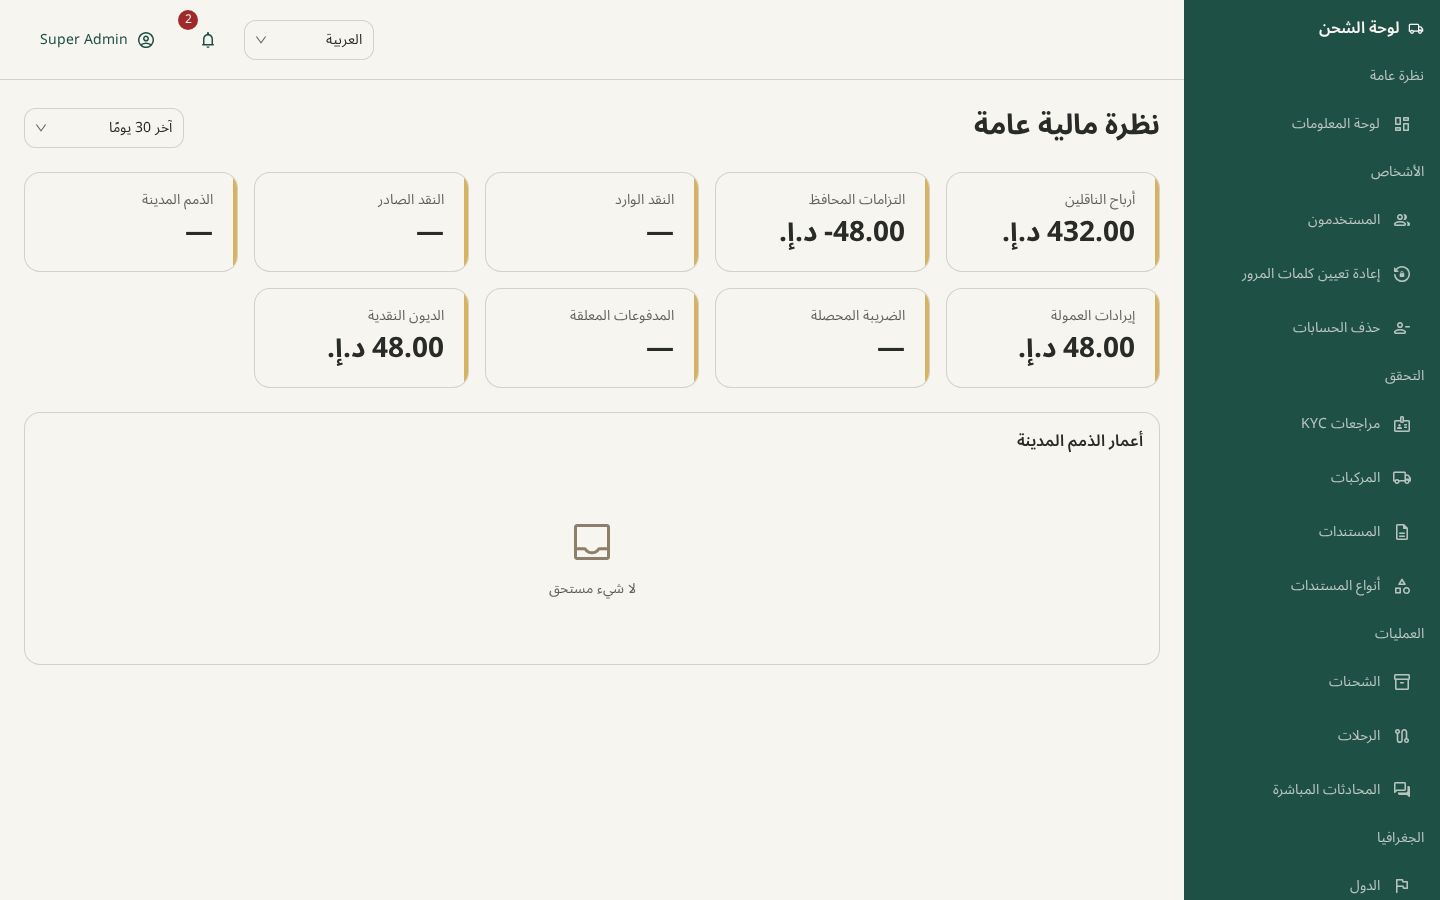 لوحة الشحن
نظرة عامة
لوحة المعلومات
الأشخاص
المستخدمون
إعادة تعيين كلمات المرور
حذف الحسابات
التحقق
مراجعات KYC
المركبات
المستندات
أنواع المستندات
العمليات
الشحنات
الرحلات
المحادثات المباشرة
الجغرافيا
الدول
العربية
2
Super Admin
نظرة مالية عامة
آخر 30 يومًا
أرباح الناقلين
432.00 د.إ.
التزامات المحافظ
-48.00 د.إ.
النقد الوارد
—
النقد الصادر
—
الذمم المدينة
—
إيرادات العمولة
48.00 د.إ.
الضريبة المحصلة
—
المدفوعات المعلقة
—
الديون النقدية
48.00 د.إ.
أعمار الذمم المدينة
لا شيء مستحق